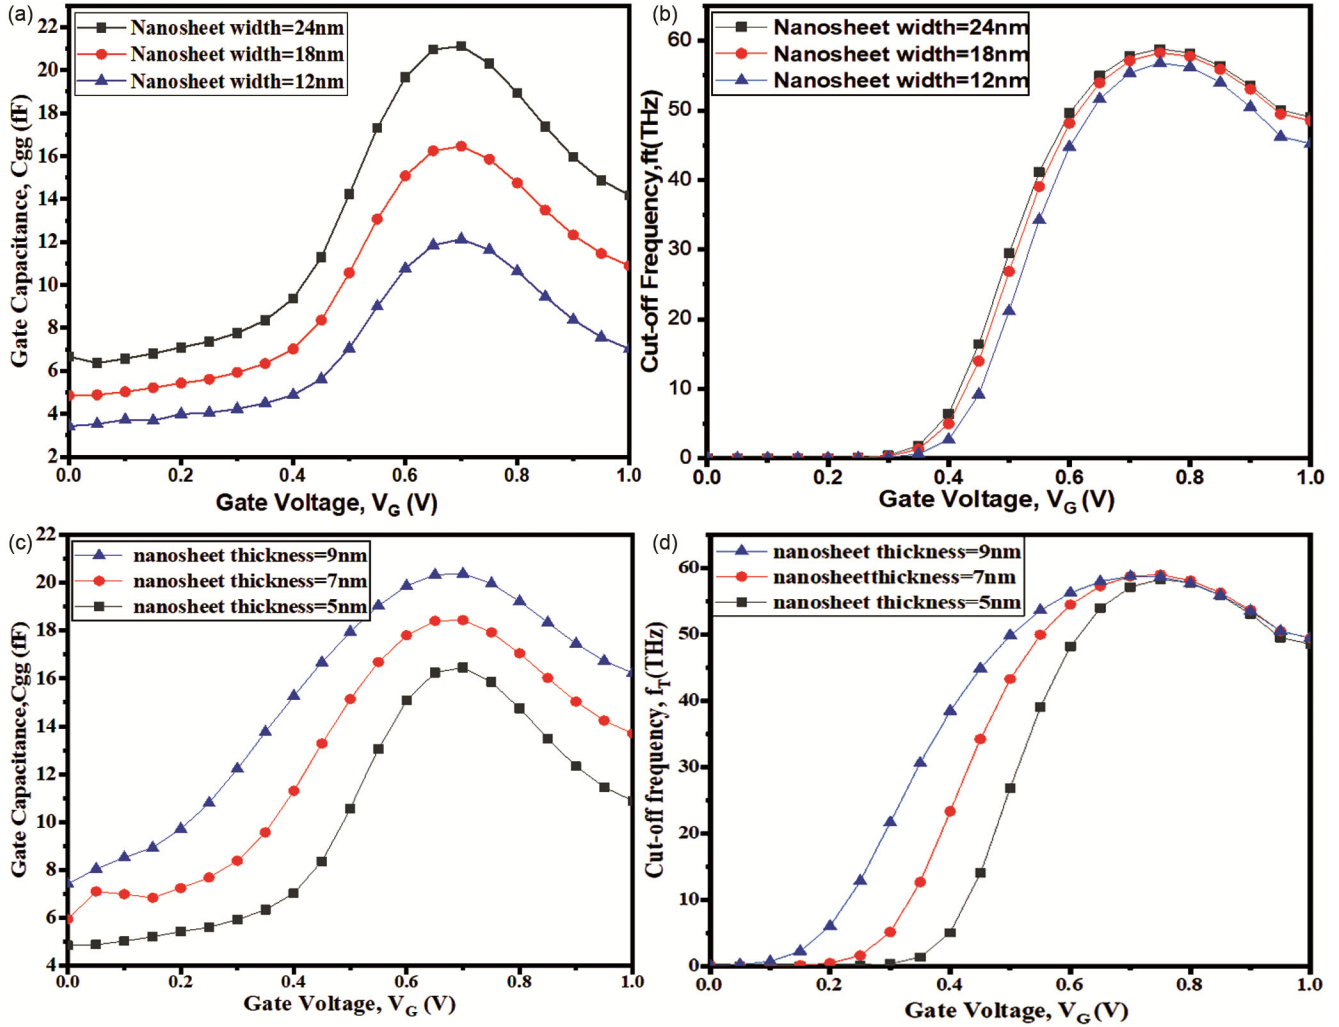 (a)
Nanosheet width=24nm
Nanosheet width=18nm
Nanosheet width=12nm
Gate Capacitance, Cgg (fF)
22
20
18
16
14
12
10
8
6
4
2
0.0 0.2 0.4 0.6 0.8 1.0
Gate Voltage, VG (V)
(b)
Nanosheet width=24nm
Nanosheet width=18nm
Nanosheet width=12nm
Cut-off Frequency,ft(THz)
60
50
40
30
20
10
0
0.0 0.2 0.4 0.6 0.8 1.0
Gate Voltage, VG (V)
(c)
nanosheet thickness=9nm
nanosheet thickness=7nm
nanosheet thickness=5nm
Gate Capacitance,Cgg (fF)
22
20
18
16
14
12
10
8
6
4
0.0 0.2 0.4 0.6 0.8 1.0
Gate Voltage, VG (V)
(d)
nanosheet thickness=9nm
nanosheetthickness=7nm
nanosheet thickness=5nm
Cut-off frequency, fT(THz)
60
50
40
30
20
10
0
0.0 0.2 0.4 0.6 0.8 1.0
Gate Voltage, VG (V)